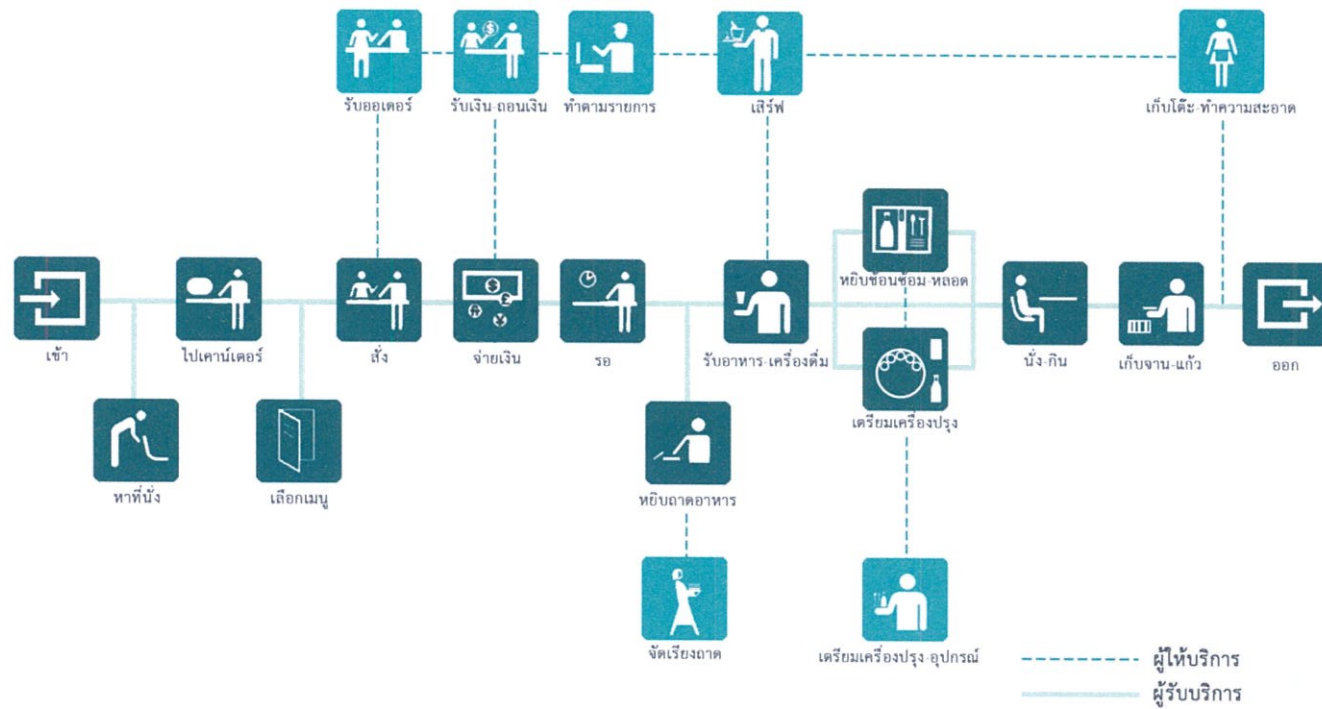 รับออเดอร์
รับเงิน-ถอนเงิน
ทำตามรายการ
เสิร์ฟ
เก็บโต๊ะ-ทำความสะอาด
หยิบช้อนซ้อม-หลอด
เข้า
ไปเคาน์เตอร์
สั่ง
จ่ายเงิน
รอ
รับอาหาร-เครื่องดื่ม
นั่ง-กิน
เก็บจาน-แก้ว
ออก
เตรียมเครื่องปรุง
หาที่นั่ง
เลือกเมนู
หยิบถาดอาหาร
จัดเรียงถาด
เตรียมเครื่องปรุง-อุปกรณ์
ผู้ให้บริการ
ผู้รับบริการ